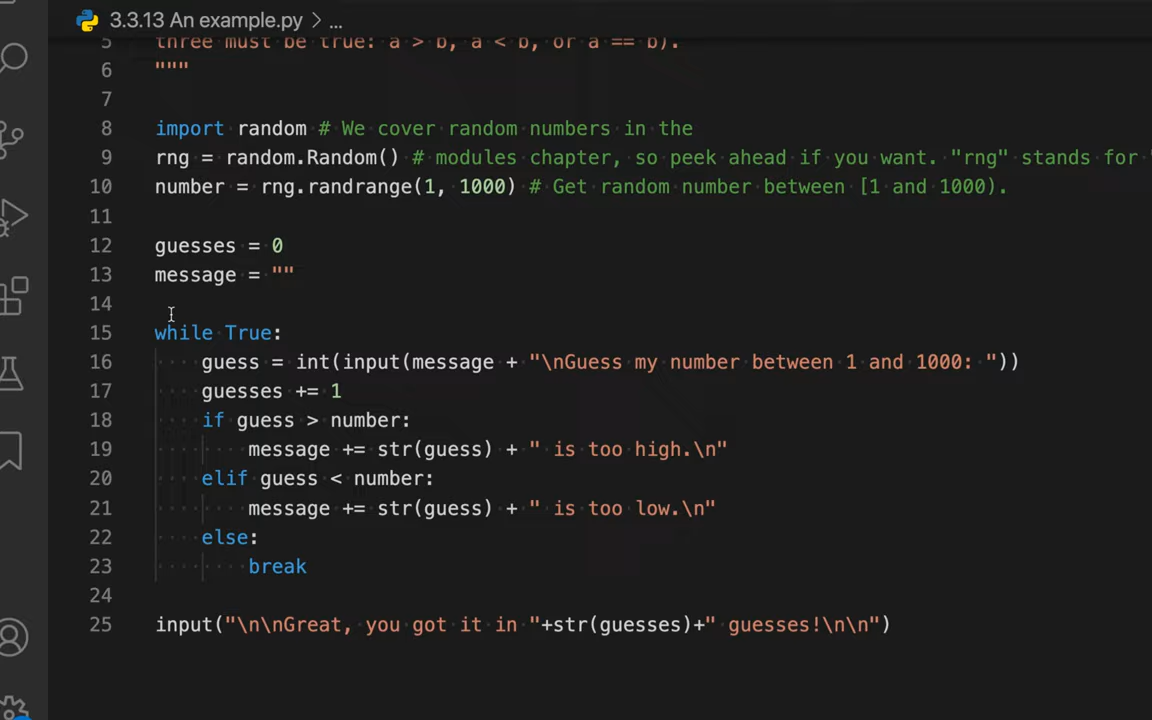 3.3.13 An example.py > ...
5 three must be true: a > b, a < b, or a == b).
6 """
7
8 import random # We cover random numbers in the
9 rng = random.Random() # modules chapter, so peek ahead if you want. "rng" stands for "
10 number = rng.randrange(1, 1000) # Get random number between [1 and 1000).
11
12 guesses = 0
13 message = ""
14
15 while True:
16     guess = int(input(message + "\nGuess my number between 1 and 1000: "))
17     guesses += 1
18     if guess > number:
19         message += str(guess) + " is too high.\n"
20     elif guess < number:
21         message += str(guess) + " is too low.\n"
22     else:
23         break
24
25 input("\n\nGreat, you got it in "+str(guesses)+" guesses!\n\n")